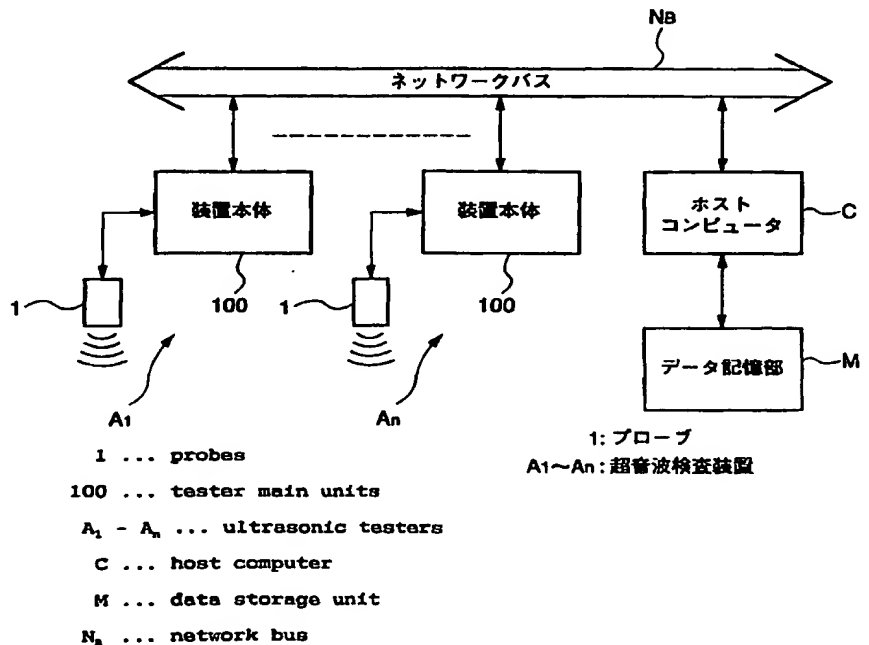 NB
ネットワークバス
装置本体
装置本体
ホスト
コンピュータ
C
1
100
1
100
データ記憶部
M
A1
An
1: プローブ
A1~An: 超音波検査装置
1 ... probes
100 ... tester main units
A1 - An ... ultrasonic testers
C ... host computer
M ... data storage unit
Na ... network bus